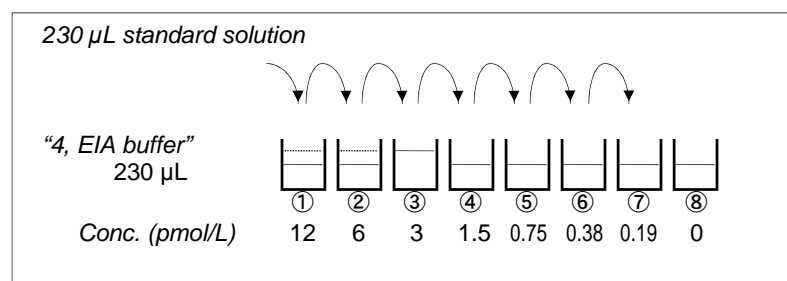 230 µL standard solution
“4, EIA buffer”
230 µL
① ② ③ ④ ⑤ ⑥ ⑦ ⑧
Conc. (pmol/L) 12 6 3 1.5 0.75 0.38 0.19 0